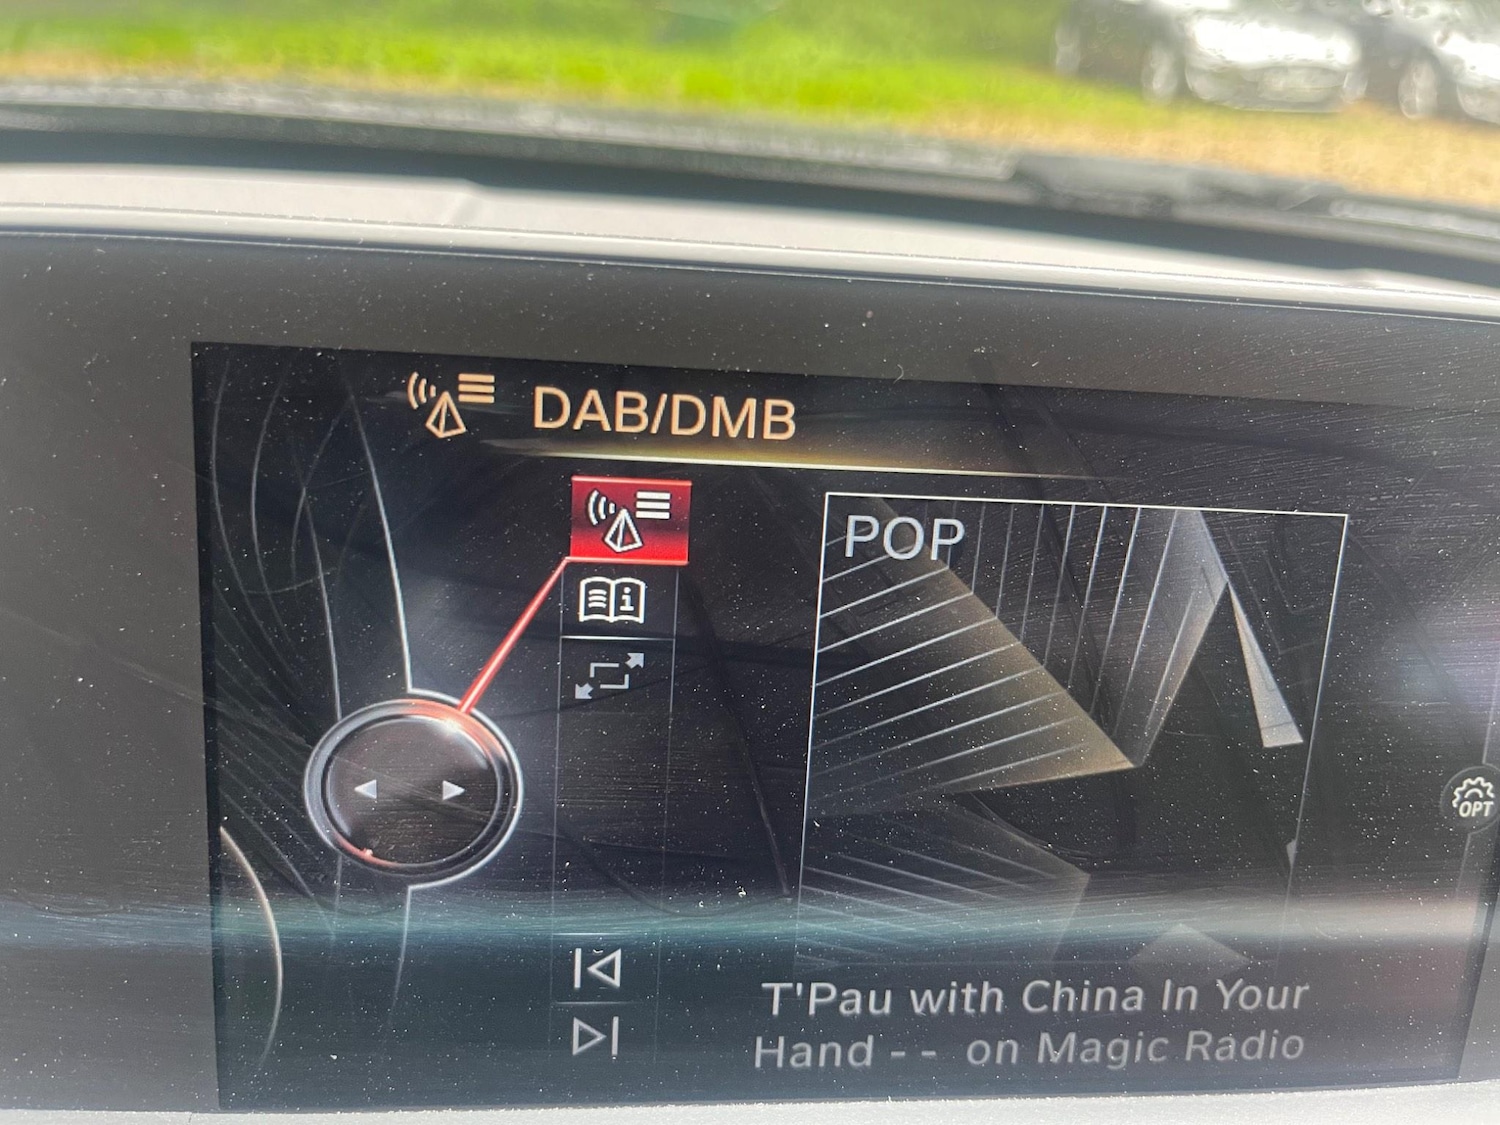 DAB/DMB
POP
OPT
T'Pau with China In Your
Hand - - on Magic Radio